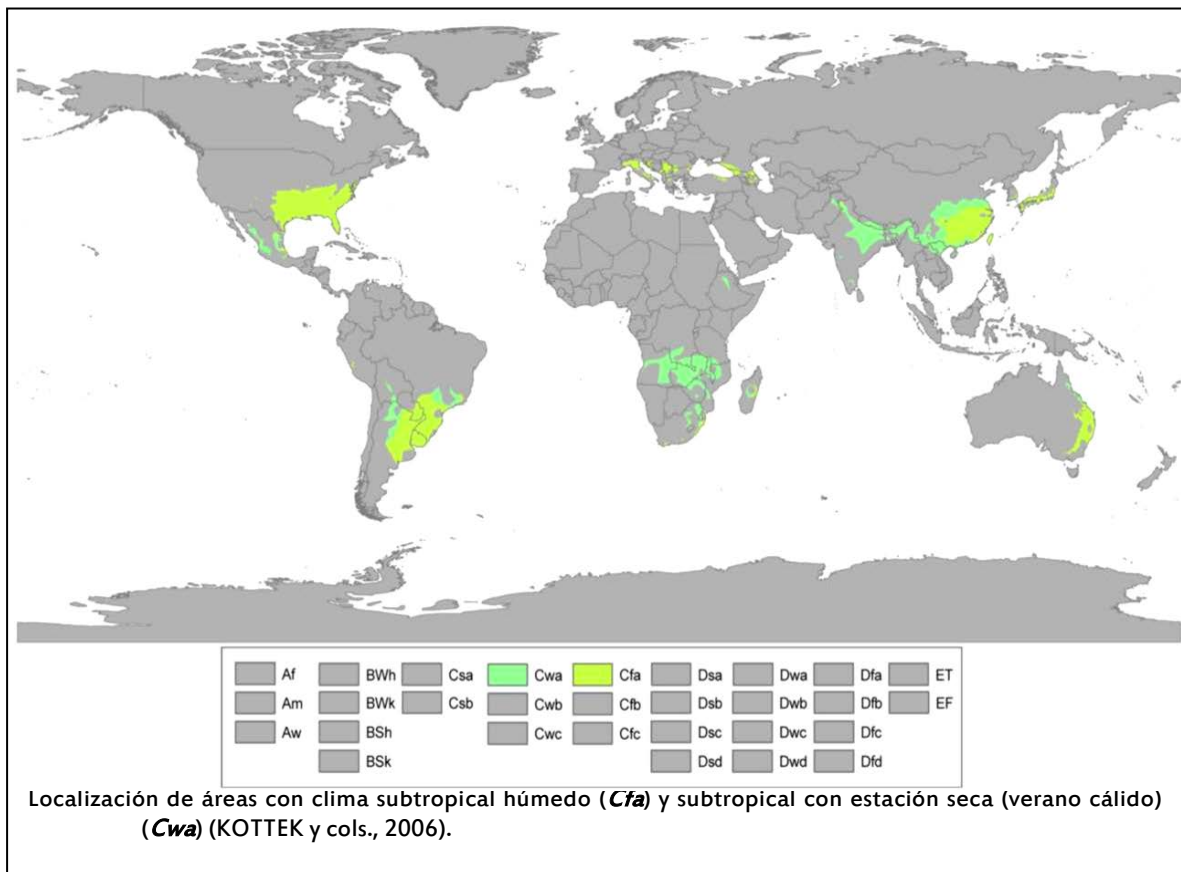 Af BWh Csa Cwa Cfa Dsa Dwa Dfa ET
Am BWk Csb Cwb Cfb Dsb Dwb Dfb EF
Aw BSh Cwc Cfc Dsc Dwc Dfc
BSk Dsd Dwd Dfd
Localización de áreas con clima subtropical húmedo (Cfa) y subtropical con estación seca (verano cálido)
(Cwa) (KOTTEK y cols., 2006).